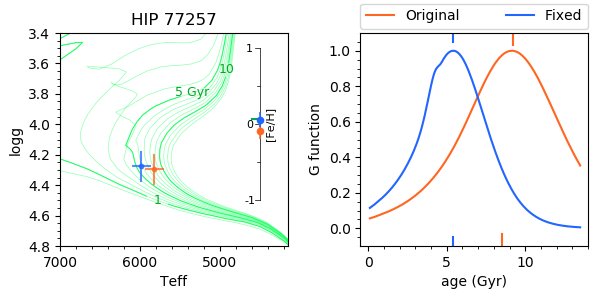 HIP 77257
Original Fixed
3.4
3.6
3.8
4.0
4.2
4.4
4.6
4.8
logg
7000 6000 5000
Teff
10
5 Gyr
1
1
0
-1
[Fe/H]
1.0
0.8
0.6
0.4
0.2
0.0
G function
0 5 10
age (Gyr)